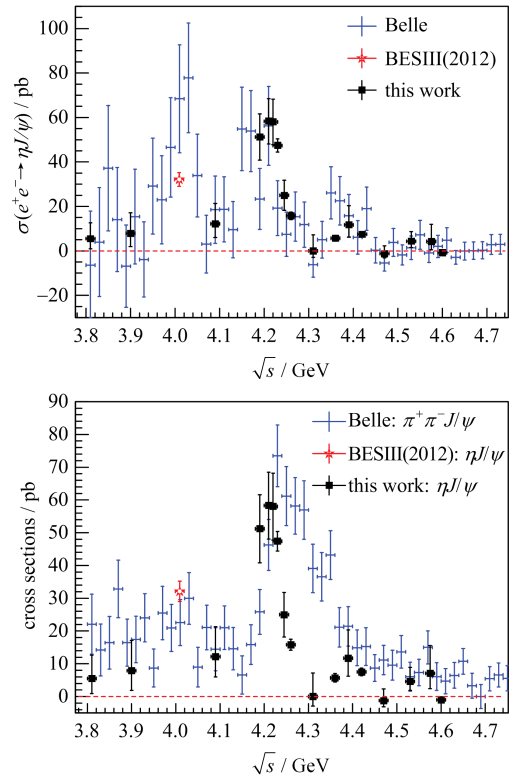 100
80
60
40
20
0
−20
σ(e⁺e⁻→ηJ/ψ) / pb
Belle
BESIII(2012)
this work
3.8 3.9 4.0 4.1 4.2 4.3 4.4 4.5 4.6 4.7
√s / GeV
90
80
70
60
50
40
30
20
10
0
cross sections / pb
Belle: π⁺π⁻J/ψ
BESIII(2012): ηJ/ψ
this work: ηJ/ψ
3.8 3.9 4.0 4.1 4.2 4.3 4.4 4.5 4.6 4.7
√s / GeV